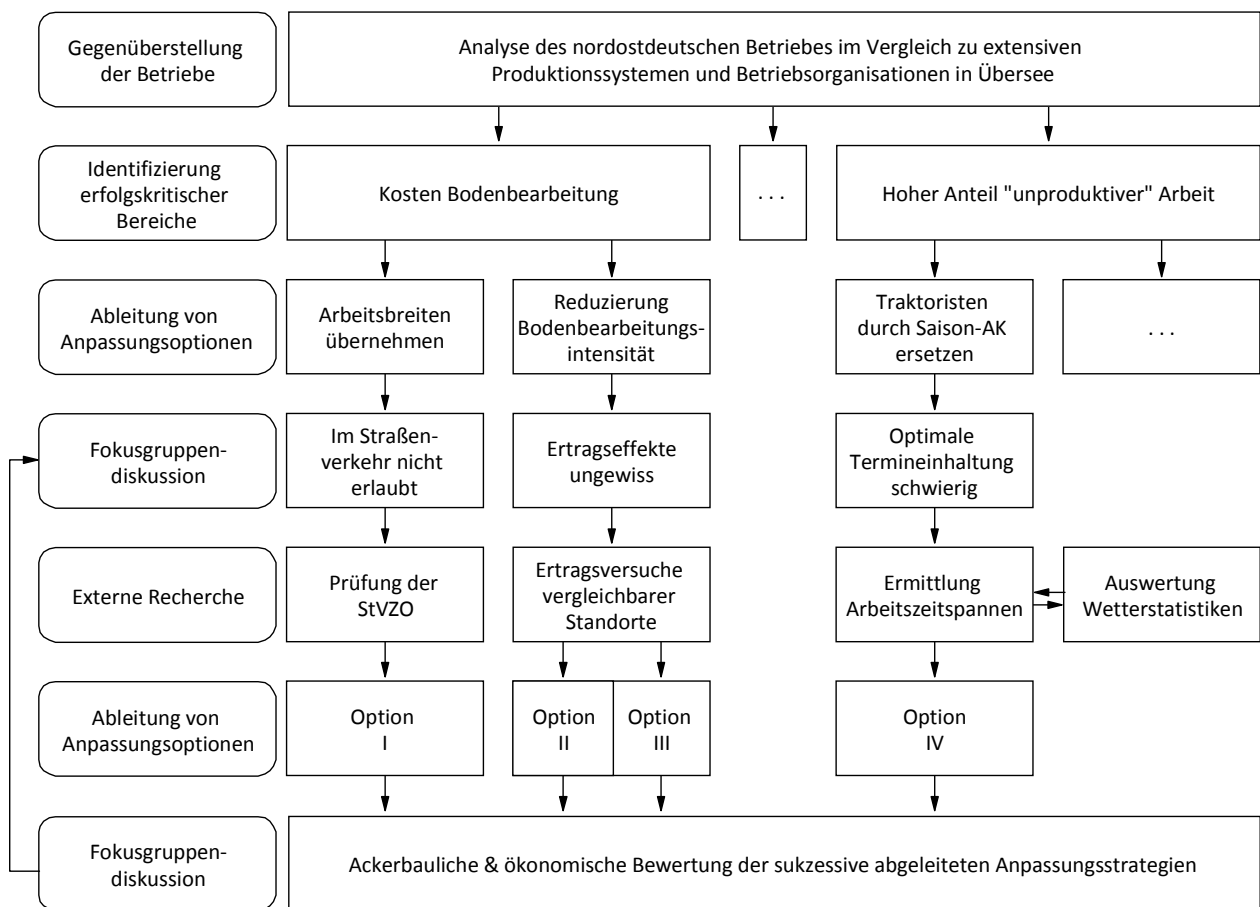 Gegenüberstellung
der Betriebe
Analyse des nordostdeutschen Betriebes im Vergleich zu extensiven
Produktionssystemen und Betriebsorganisationen in Übersee
Identifizierung
erfolgskritischer
Bereiche
Kosten Bodenbearbeitung
. . .
Hoher Anteil "unproduktiver" Arbeit
Ableitung von
Anpassungsoptionen
Arbeitsbreiten
übernehmen
Reduzierung
Bodenbearbeitungs-
intensität
Traktoristen
durch Saison-AK
ersetzen
. . .
Fokusgruppen-
diskussion
Im Straßen-
verkehr nicht
erlaubt
Ertragseffekte
ungewiss
Optimale
Termineinhaltung
schwierig
Externe Recherche
Prüfung der
StVZO
Ertragsversuche
vergleichbarer
Standorte
Ermittlung
Arbeitszeitspannen
Auswertung
Wetterstatistiken
Ableitung von
Anpassungsoptionen
Option
I
Option
II
Option
III
Option
IV
Fokusgruppen-
diskussion
Ackerbauliche & ökonomische Bewertung der sukzessive abgeleiteten Anpassungsstrategien